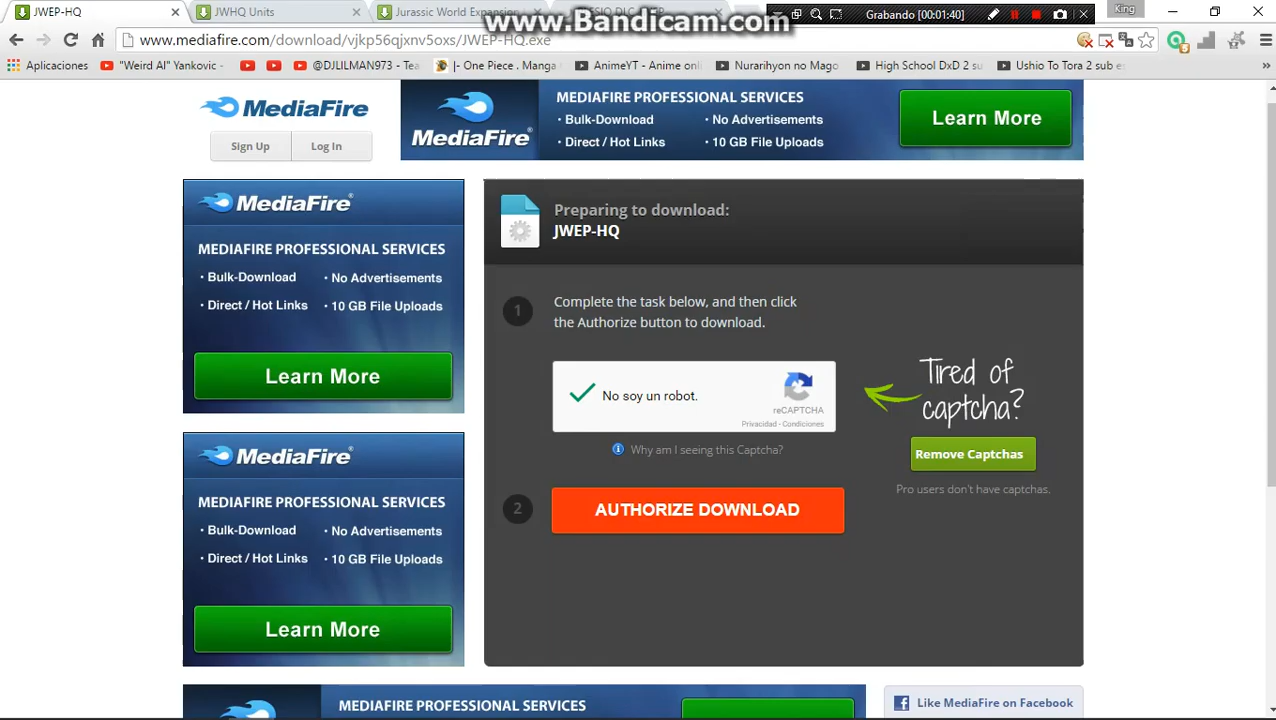 JWEP-HQ
JWHQ Units
Jurassic World Expansion
www.Bandicam.com
Grabando [00:01:40]
King
www.mediafire.com/download/vjkp56qjxnv5oxs/JWEP-HQ.exe
Aplicaciones
"Weird Al" Yankovic -
@DJLILMAN973 - Tea
|- One Piece . Manga
AnimeYT - Anime onli
Nurarihyon no Mago
High School DxD 2 su
Ushio To Tora 2 sub es
MediaFire
Sign Up
Log In
MediaFire
MEDIAFIRE PROFESSIONAL SERVICES
· Bulk-Download
· No Advertisements
· Direct / Hot Links
· 10 GB File Uploads
Learn More
MediaFire
MEDIAFIRE PROFESSIONAL SERVICES
· Bulk-Download
· No Advertisements
· Direct / Hot Links
· 10 GB File Uploads
Learn More
Preparing to download:
JWEP-HQ
1
Complete the task below, and then click
the Authorize button to download.
No soy un robot.
reCAPTCHA
Privacidad - Condiciones
Why am I seeing this Captcha?
Tired of
captcha?
Remove Captchas
Pro users don't have captchas.
2
AUTHORIZE DOWNLOAD
MediaFire
MEDIAFIRE PROFESSIONAL SERVICES
· Bulk-Download
· No Advertisements
· Direct / Hot Links
· 10 GB File Uploads
Learn More
MEDIAFIRE PROFESSIONAL SERVICES
Like MediaFire on Facebook